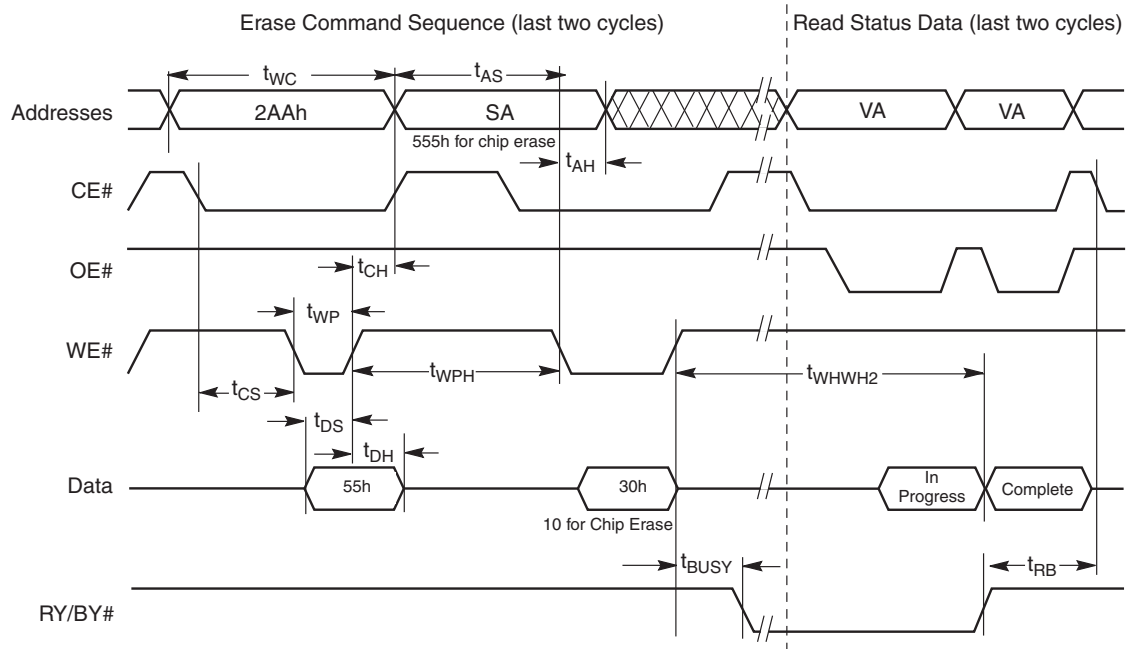 Erase Command Sequence (last two cycles)
Read Status Data (last two cycles)
tWC
tAS
Addresses
2AAh
SA
VA
VA
555h for chip erase
tAH
CE#
tCH
OE#
tWP
WE#
tWPH
tWHWH2
tCS
tDS
tDH
Data
55h
30h
In
Progress
Complete
10 for Chip Erase
tBUSY
tRB
RY/BY#